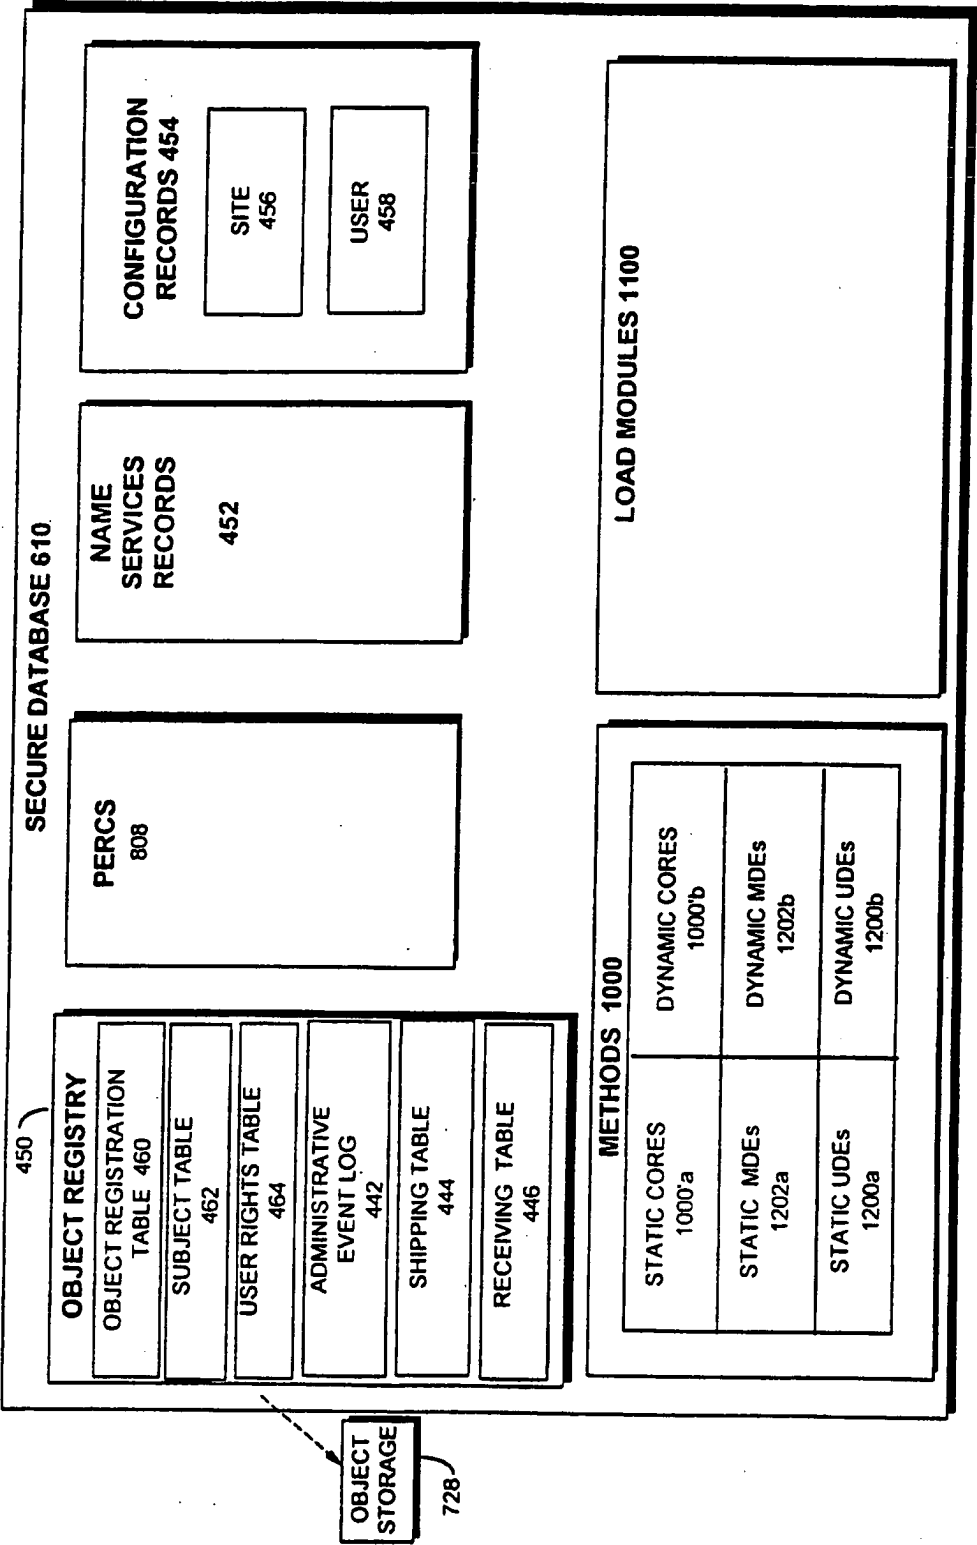 SECURE DATABASE 610
450
OBJECT REGISTRY
OBJECT REGISTRATION
TABLE 460
SUBJECT TABLE
462
USER RIGHTS TABLE
464
ADMINISTRATIVE
EVENT LOG
442
SHIPPING TABLE
444
RECEIVING TABLE
446
OBJECT
STORAGE
728
PERCS
808
NAME
SERVICES
RECORDS
452
CONFIGURATION
RECORDS 454
SITE
456
USER
458
METHODS 1000
STATIC CORES
1000'a
DYNAMIC CORES
1000'b
STATIC MDEs
1202a
DYNAMIC MDEs
1202b
STATIC UDEs
1200a
DYNAMIC UDEs
1200b
LOAD MODULES 1100